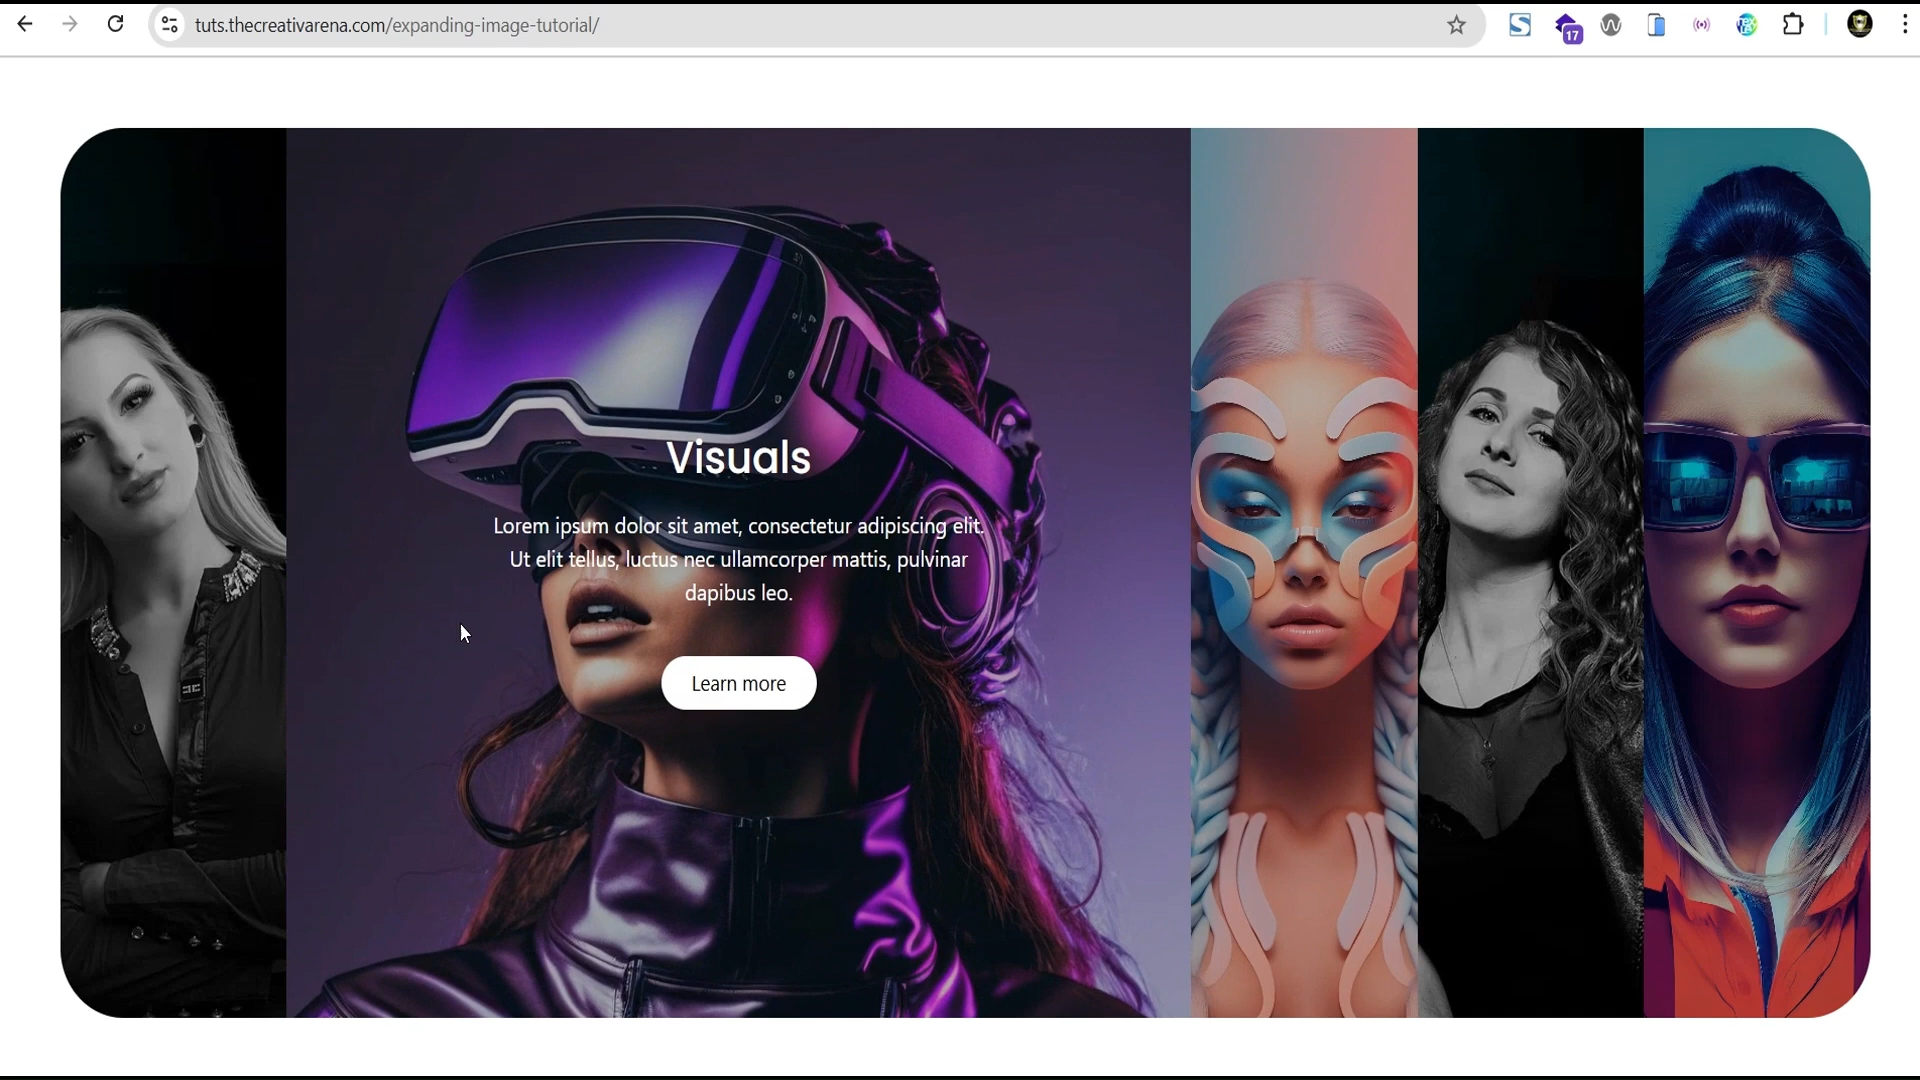 tuts.thecreativarena.com/expanding-image-tutorial/
17
Visuals
Lorem ipsum dolor sit amet, consectetur adipiscing elit.
Ut elit tellus, luctus nec ullamcorper mattis, pulvinar
dapibus leo.
Learn more